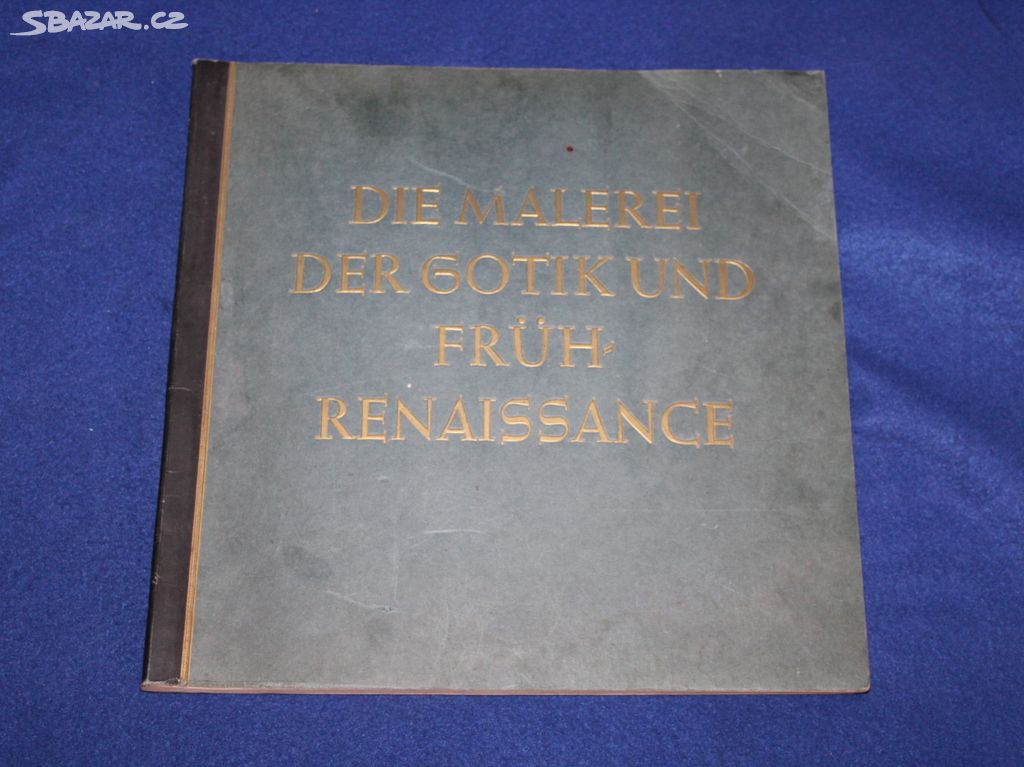 SBAZAR.CZ
DIE MALEREI
DER GOTIK UND
FRÜH=
RENAISSANCE